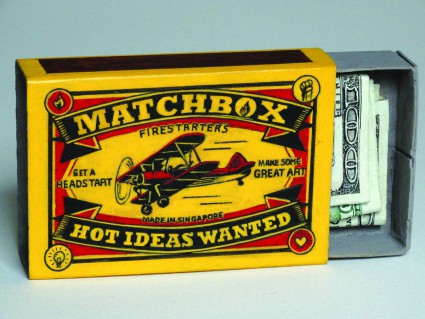 MATCHBOX
FIRESTARTERS
GET A
HEADSTART
MAKE SOME
GREAT ART
MADE IN SINGAPORE
HOT IDEAS WANTED